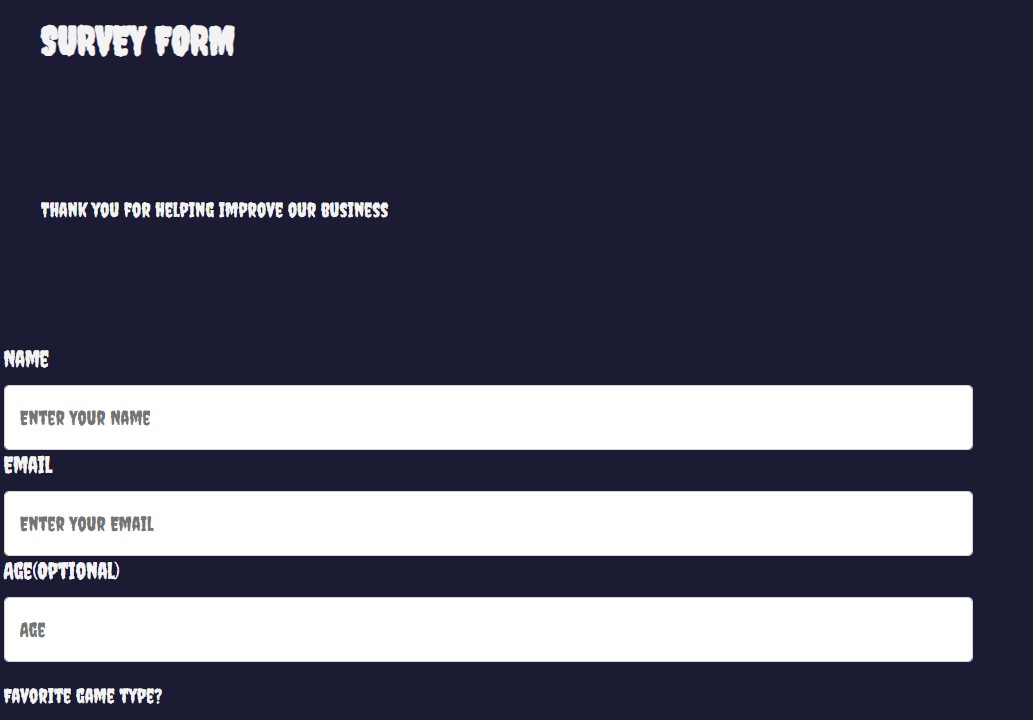 SURVEY FORM
THANK YOU FOR HELPING IMPROVE OUR BUSINESS
NAME
ENTER YOUR NAME
EMAIL
ENTER YOUR EMAIL
AGE(OPTIONAL)
AGE
FAVORITE GAME TYPE?